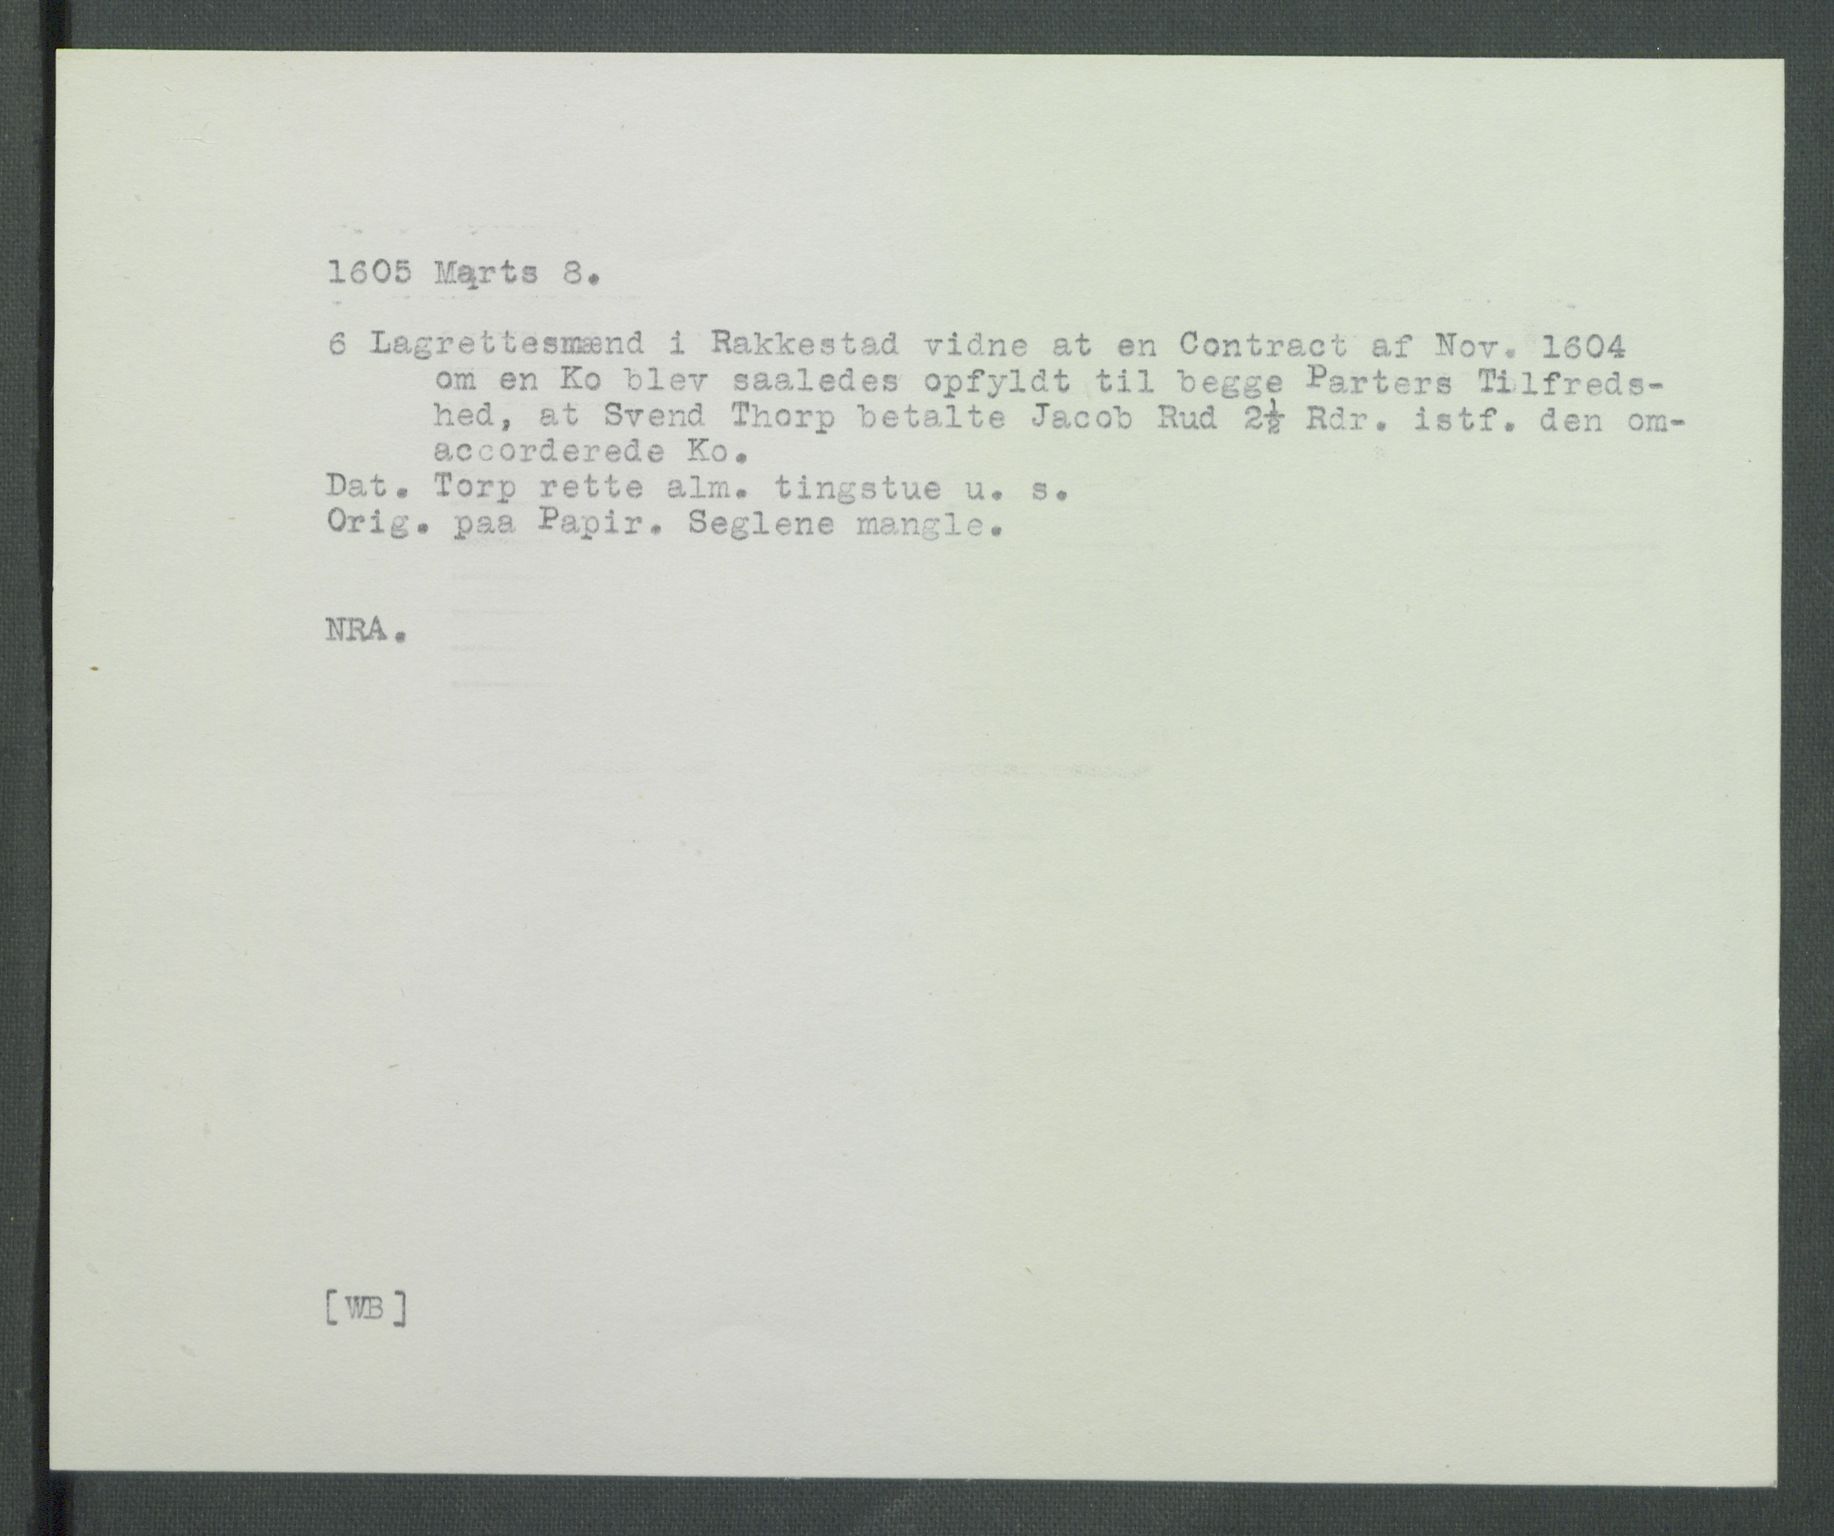 1605 Marts 8.
6 Lagrettesmænd i Rakkestad vidne at en Contract af Nov. 1604
om en Ko blev saaledes opfyldt til begge Parters Tilfreds-
hed, at Svend Thorp betalte Jacob Rud 2½ Rdr. istf. den om-
accorderede Ko.
Dat. Torp rette alm. tingstue u. s.
Orig. paa Papir. Seglene mangle.
NRA.
[WB]